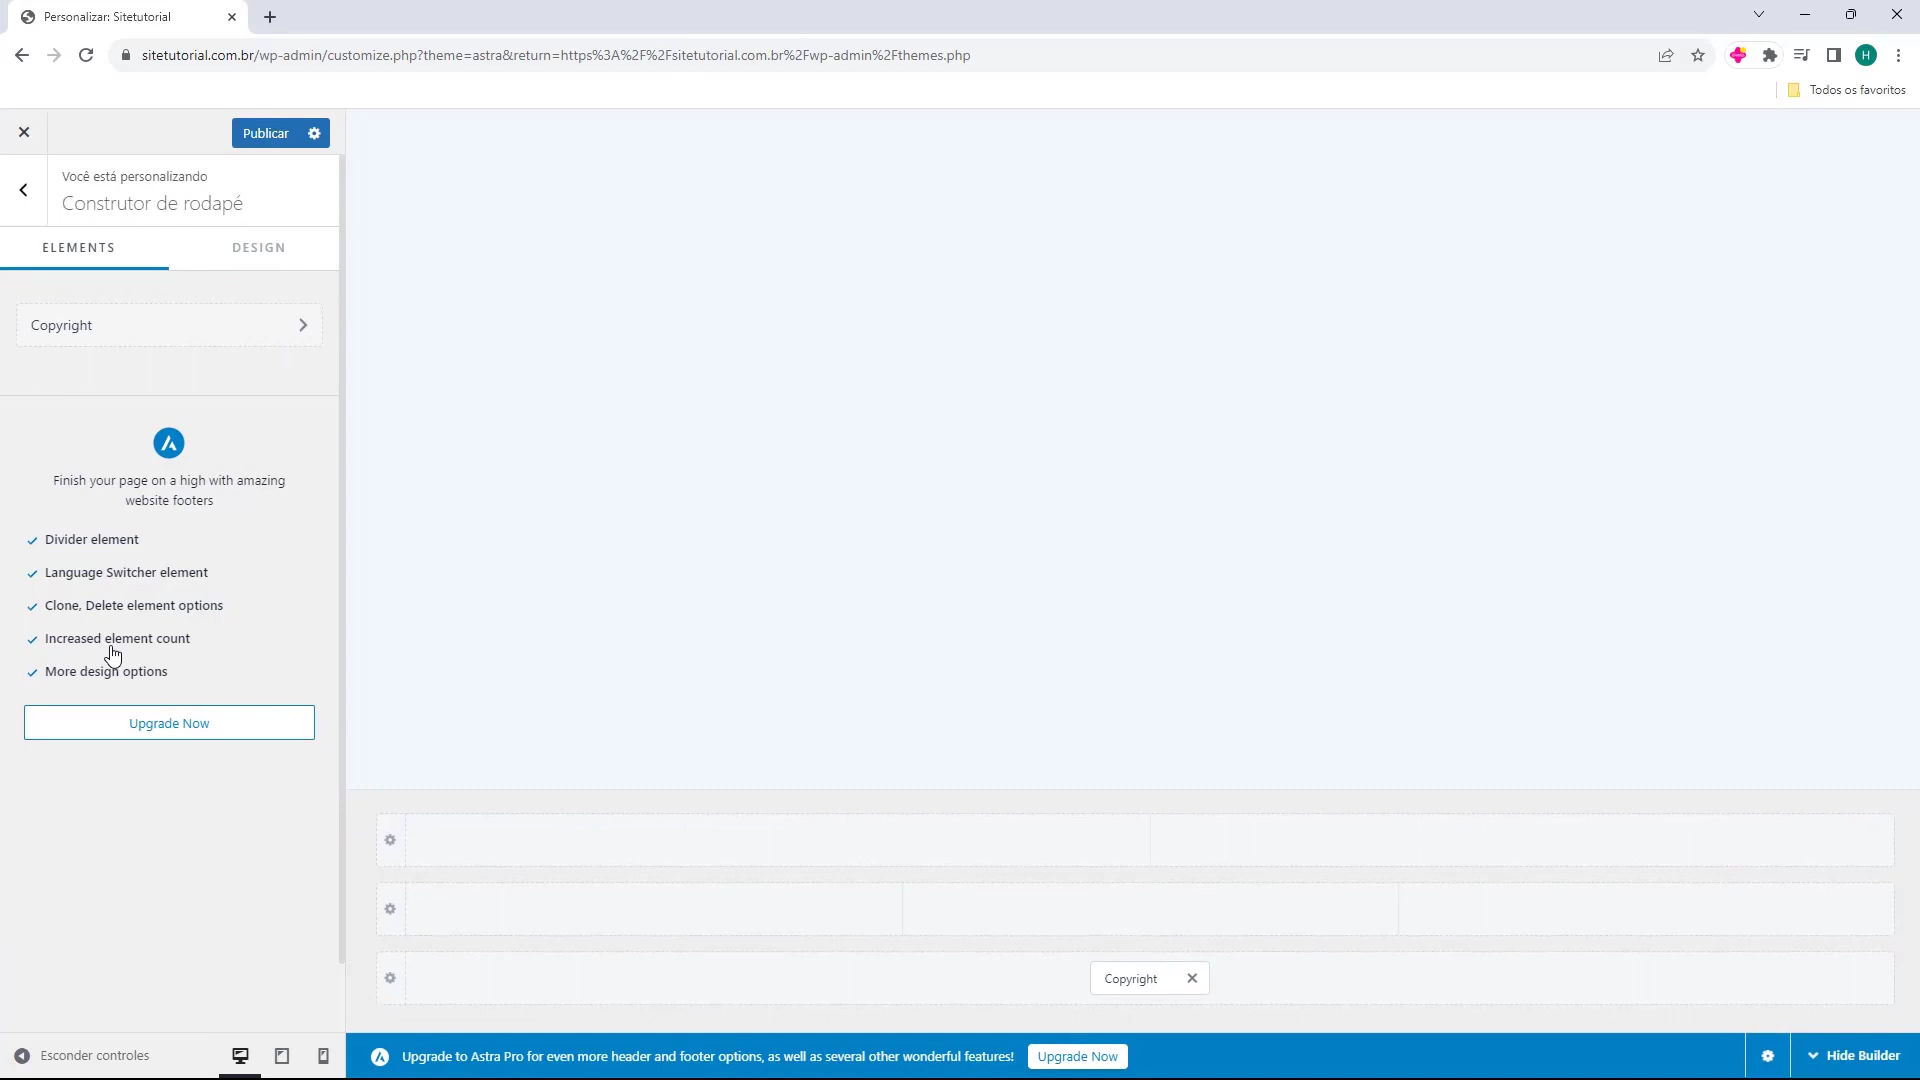 Personalizar: Sitetutorial
sitetutorial.com.br/wp-admin/customize.php?theme=astra&return=https%3A%2F%2Fsitetutorial.com.br%2Fwp-admin%2Fthemes.php
H
Todos os favoritos
Publicar
Você está personalizando
Construtor de rodapé
ELEMENTS
DESIGN
Copyright
Finish your page on a high with amazing
website footers
Divider element
Language Switcher element
Clone, Delete element options
Increased element count
More design options
Upgrade Now
Copyright
Esconder controles
Upgrade to Astra Pro for even more header and footer options, as well as several other wonderful features!
Upgrade Now
Hide Builder